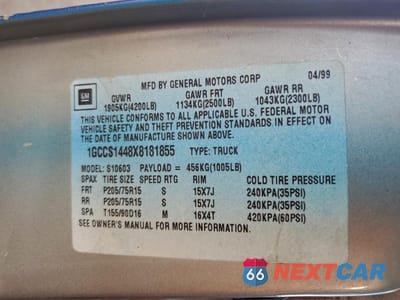 GM
MFD BY GENERAL MOTORS CORP 04/99
GVWR GAWR FRT GAWR RR
1905KG(4200LB) 1134KG(2500LB) 1043KG(2300LB)
THIS VEHICLE CONFORMS TO ALL APPLICABLE U.S. FEDERAL MOTOR
VEHICLE SAFETY AND THEFT PREVENTION STANDARDS IN EFFECT ON
THE DATE OF MANUFACTURE SHOWN ABOVE.
1GCCS1448X8181855 TYPE: TRUCK
MODEL: S10603 PAYLOAD = 456KG(1005LB)
SPAX TIRE SIZE SPEED RTG RIM COLD TIRE PRESSURE
FRT P205/75R15 S 15X7J 240KPA(35PSI)
RR P205/75R15 S 15X7J 240KPA(35PSI)
SPA T155/90D16 M 16X4T 420KPA(60PSI)
SEE OWNER'S MANUAL FOR MORE INFORMATION.
66 NEXTCAR